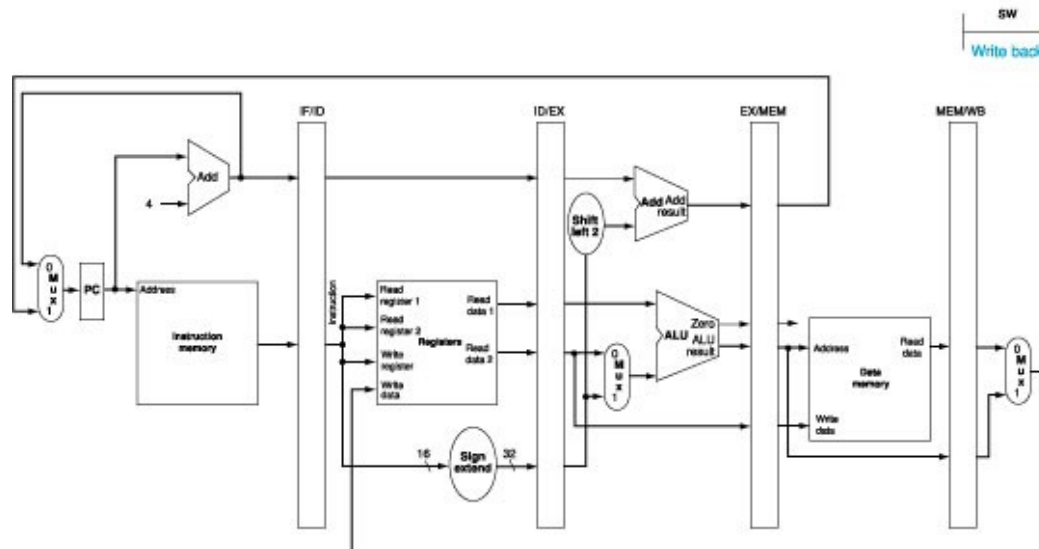 SW
Write back
IF/ID
ID/EX
EX/MEM
MEM/WB
Add
4
Shift
left 2
Add Add
result
0
M
u
x
1
PC
Address
Instruction
memory
Instruction
Read
register 1
Read
register 2
Write
register
Write
data
Registers
Read
data 1
Read
data 2
0
M
u
x
1
Zero
ALU ALU
result
Address
Read
data
Data
memory
Write
data
0
M
u
x
1
16
Sign
extend
32